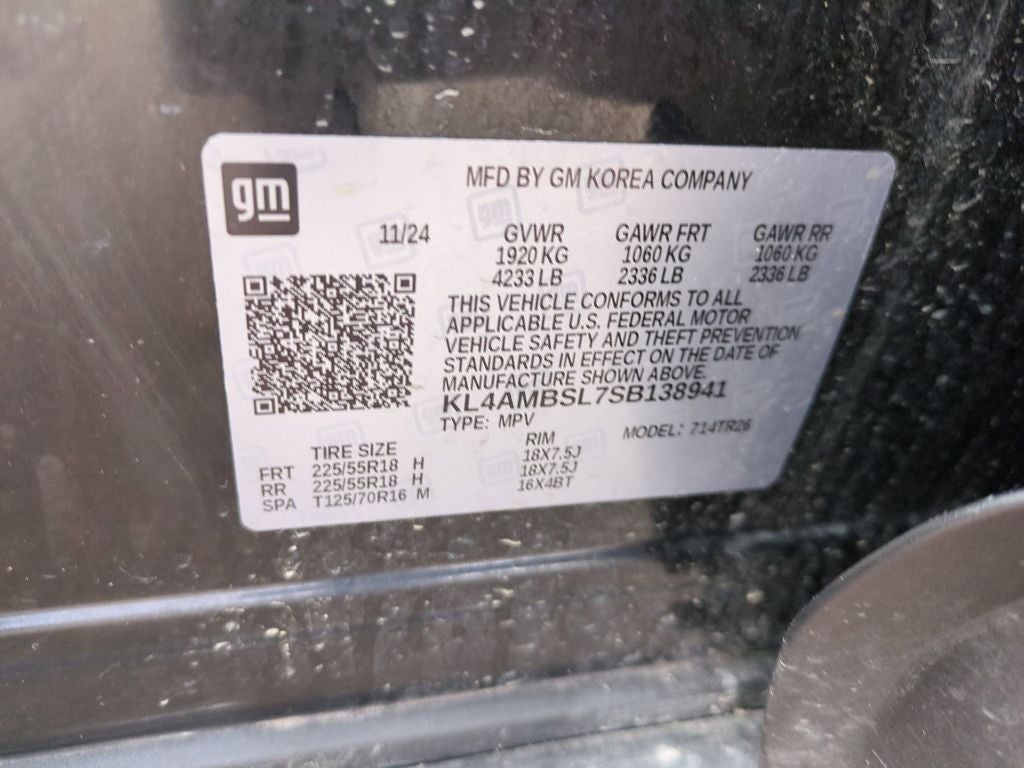 gm
MFD BY GM KOREA COMPANY
11/24 GVWR GAWR FRT GAWR RR
1920 KG 1060 KG 1060 KG
4233 LB 2336 LB 2336 LB
THIS VEHICLE CONFORMS TO ALL
APPLICABLE U.S. FEDERAL MOTOR
VEHICLE SAFETY AND THEFT PREVENTION
STANDARDS IN EFFECT ON THE DATE OF
MANUFACTURE SHOWN ABOVE.
KL4AMBSL7SB138941
TYPE: MPV MODEL: 714TR26
TIRE SIZE RIM
FRT 225/55R18 H 18X7.5J
RR 225/55R18 H 18X7.5J
SPA T125/70R16 M 16X4BT